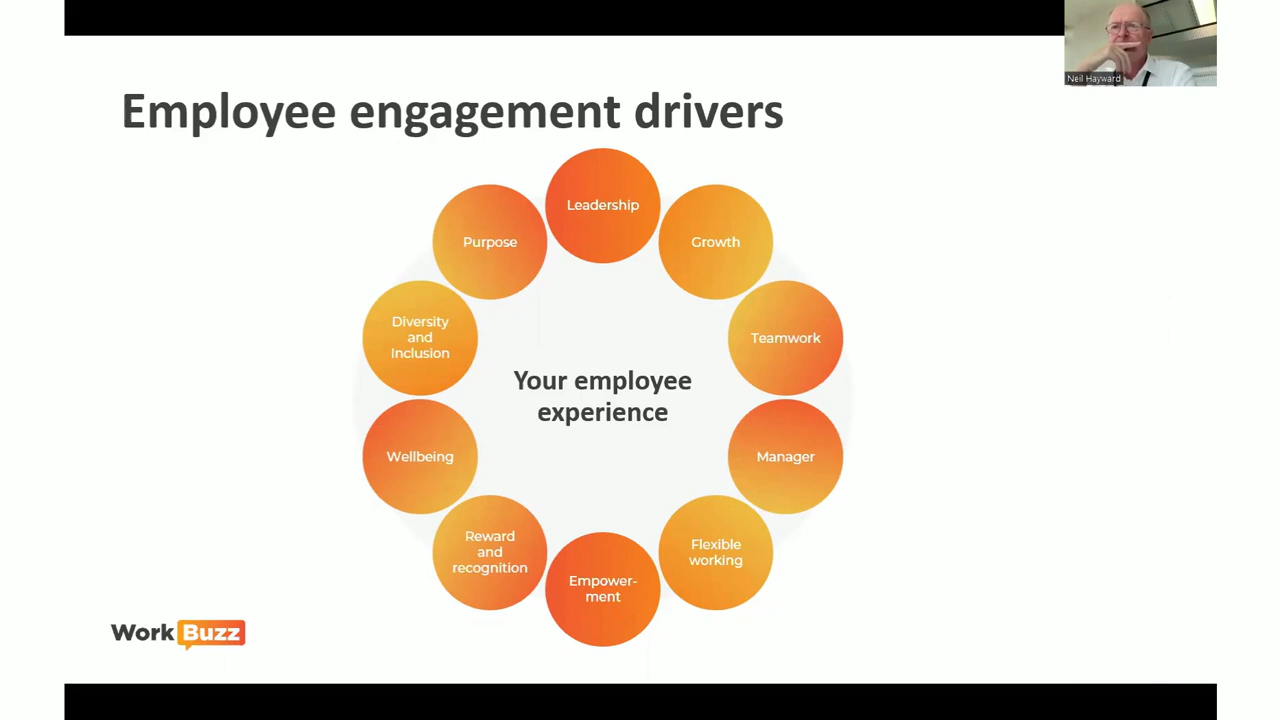 Neil Hayward
Employee engagement drivers
Leadership
Purpose
Growth
Diversity
and
Inclusion
Teamwork
Your employee
experience
Wellbeing
Manager
Reward
and
recognition
Flexible
working
Empower-
ment
Work Buzz